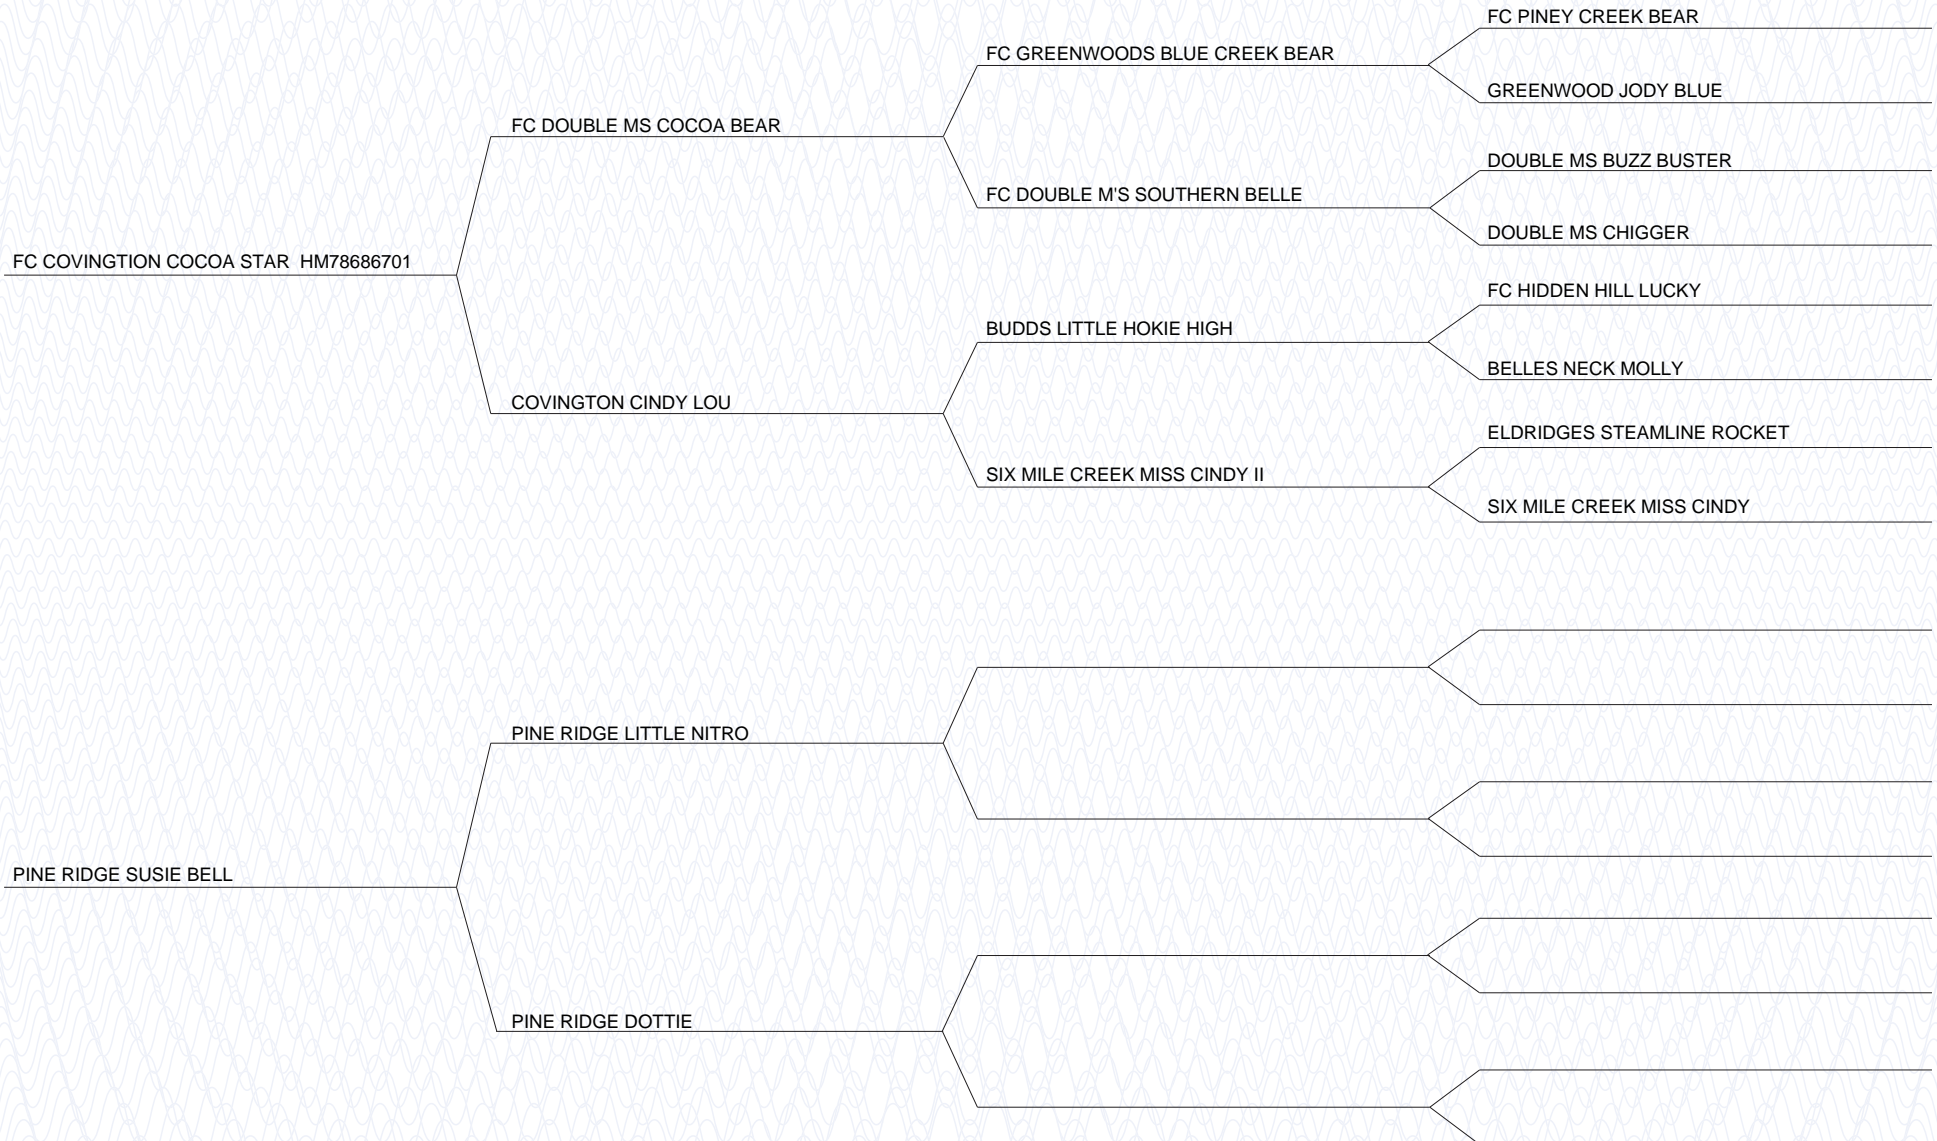 FC PINEY CREEK BEAR
FC GREENWOODS BLUE CREEK BEAR
GREENWOOD JODY BLUE
FC DOUBLE MS COCOA BEAR
DOUBLE MS BUZZ BUSTER
FC DOUBLE M'S SOUTHERN BELLE
DOUBLE MS CHIGGER
FC COVINGTION COCOA STAR HM78686701
FC HIDDEN HILL LUCKY
BUDDS LITTLE HOKIE HIGH
BELLES NECK MOLLY
COVINGTON CINDY LOU
ELDRIDGES STEAMLINE ROCKET
SIX MILE CREEK MISS CINDY II
SIX MILE CREEK MISS CINDY
PINE RIDGE LITTLE NITRO
PINE RIDGE SUSIE BELL
PINE RIDGE DOTTIE